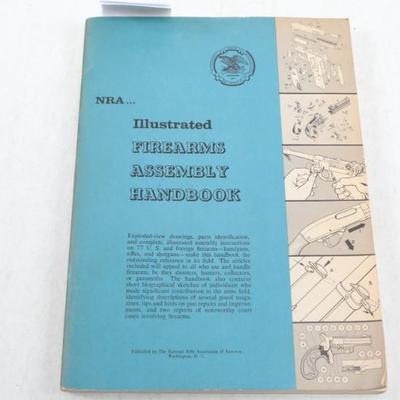 NRA...
Illustrated
FIREARMS
ASSEMBLY
HANDBOOK
Exploded-view drawings, parts identification,
and complete, illustrated assembly instructions
on 77 U. S. and foreign firearms—handguns,
rifles, and shotguns—make this handbook the
outstanding reference in its field. The articles
included will appeal to all who use and handle
firearms, be they shooters, hunters, collectors,
or gunsmiths. The handbook also contains
short biographical sketches of individuals who
made significant contribution in the arms field,
identifying descriptions of several pistol maga-
zines, tips and hints on gun repairs and improve-
ments, and two reports of noteworthy court
cases involving firearms.
Published by The National Rifle Association of America,
Washington, D. C.